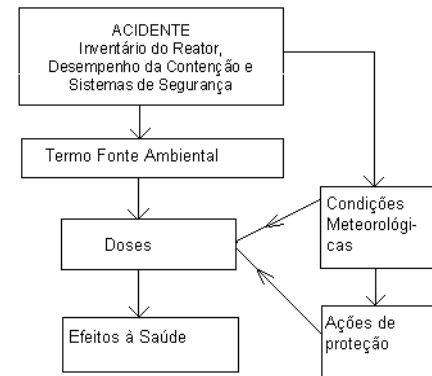 ACIDENTE
Inventário do Reator,
Desempenho da Contenção e
Sistemas de Segurança
Termo Fonte Ambiental
Condições
Meteorológi-
cas
Doses
Efeitos à Saúde
Ações de
proteção